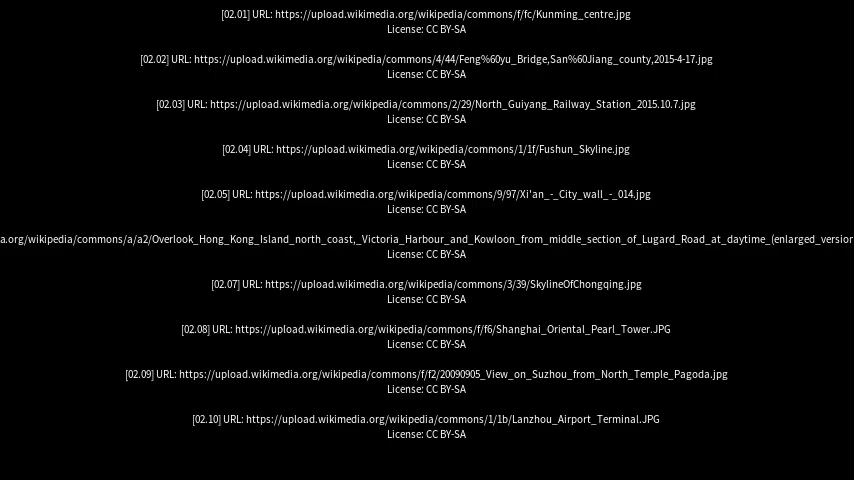 [02.01] URL: https://upload.wikimedia.org/wikipedia/commons/f/fc/Kunming_centre.jpg
License: CC BY-SA
[02.02] URL: https://upload.wikimedia.org/wikipedia/commons/4/44/Feng%60yu_Bridge,San%60Jiang_county,2015-4-17.jpg
License: CC BY-SA
[02.03] URL: https://upload.wikimedia.org/wikipedia/commons/2/29/North_Guiyang_Railway_Station_2015.10.7.jpg
License: CC BY-SA
[02.04] URL: https://upload.wikimedia.org/wikipedia/commons/1/1f/Fushun_Skyline.jpg
License: CC BY-SA
[02.05] URL: https://upload.wikimedia.org/wikipedia/commons/9/97/Xi'an_-_City_wall_-_014.jpg
License: CC BY-SA
a.org/wikipedia/commons/a/a2/Overlook_Hong_Kong_Island_north_coast,_Victoria_Harbour_and_Kowloon_from_middle_section_of_Lugard_Road_at_daytime_(enlarged_version
License: CC BY-SA
[02.07] URL: https://upload.wikimedia.org/wikipedia/commons/3/39/SkylineOfChongqing.jpg
License: CC BY-SA
[02.08] URL: https://upload.wikimedia.org/wikipedia/commons/f/f6/Shanghai_Oriental_Pearl_Tower.JPG
License: CC BY-SA
[02.09] URL: https://upload.wikimedia.org/wikipedia/commons/f/f2/20090905_View_on_Suzhou_from_North_Temple_Pagoda.jpg
License: CC BY-SA
[02.10] URL: https://upload.wikimedia.org/wikipedia/commons/1/1b/Lanzhou_Airport_Terminal.JPG
License: CC BY-SA